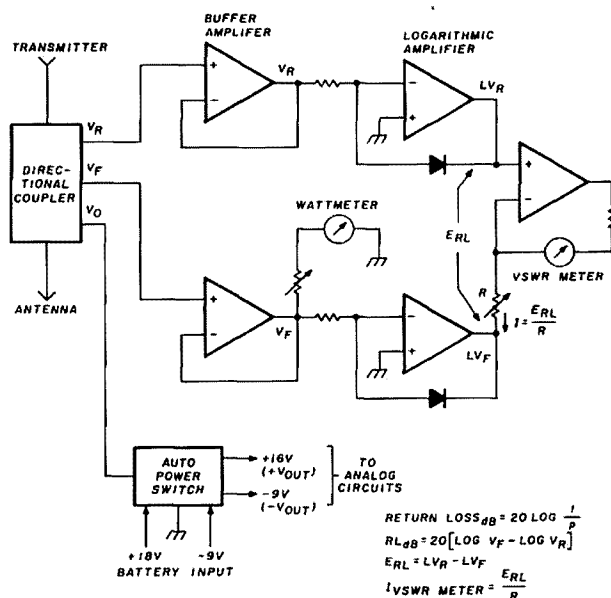 BUFFER
AMPLIFER
TRANSMITTER
LOGARITHMIC
AMPLIFIER
VR
LVR
+
−
VR
−
+
DIREC-
TIONAL
COUPLER
VF
VO
+
−
ERL
WATTMETER
VSWR METER
ANTENNA
R
I = ERL/R
+
−
VF
−
+
LVF
AUTO
POWER
SWITCH
+16V
(+VOUT)
−9V
(−VOUT)
TO
ANALOG
CIRCUITS
+18V
−9V
BATTERY INPUT
RETURN LOSSdB = 20 LOG 1/ρ
RLdB = 20[LOG VF − LOG VR]
ERL = LVR − LVF
IVSWR METER = ERL/R